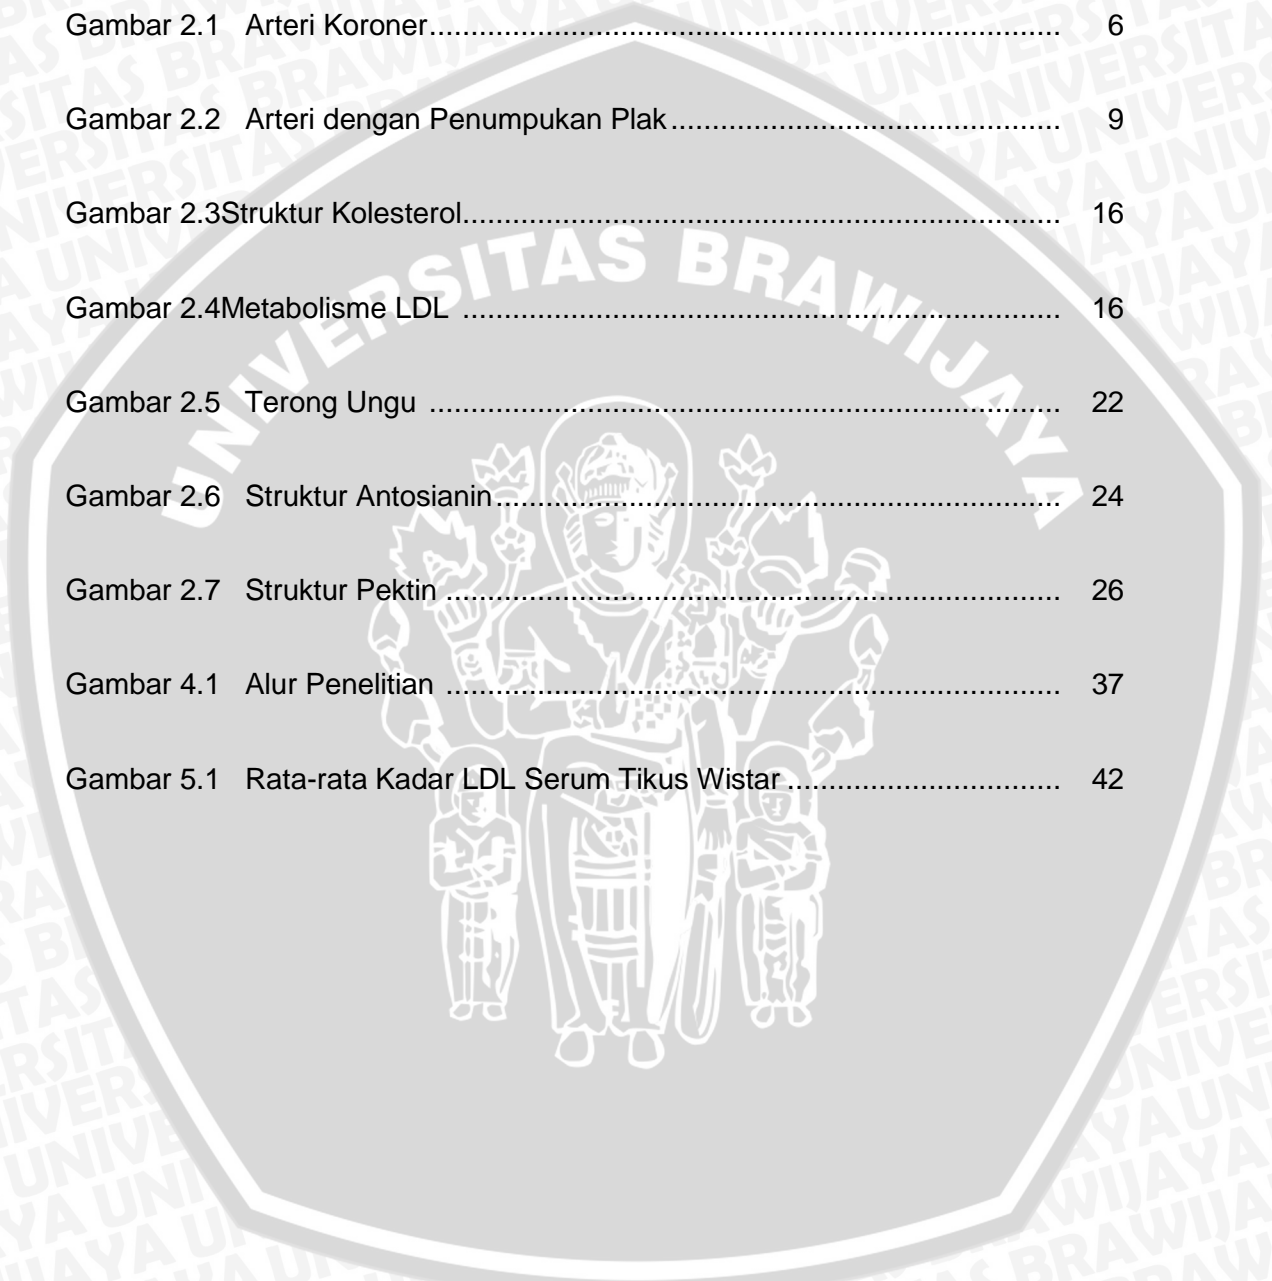 Gambar 2.1 Arteri Koroner............................................................................ 6
Gambar 2.2 Arteri dengan Penumpukan Plak............................................... 9
Gambar 2.3Struktur Kolesterol........................................................................ 16
Gambar 2.4Metabolisme LDL ........................................................................ 16
Gambar 2.5 Terong Ungu ............................................................................ 22
Gambar 2.6 Struktur Antosianin.................................................................... 24
Gambar 2.7 Struktur Pektin .......................................................................... 26
Gambar 4.1 Alur Penelitian .......................................................................... 37
Gambar 5.1 Rata-rata Kadar LDL Serum Tikus Wistar................................. 42
UNIVERSITAS BRAWIJAYA